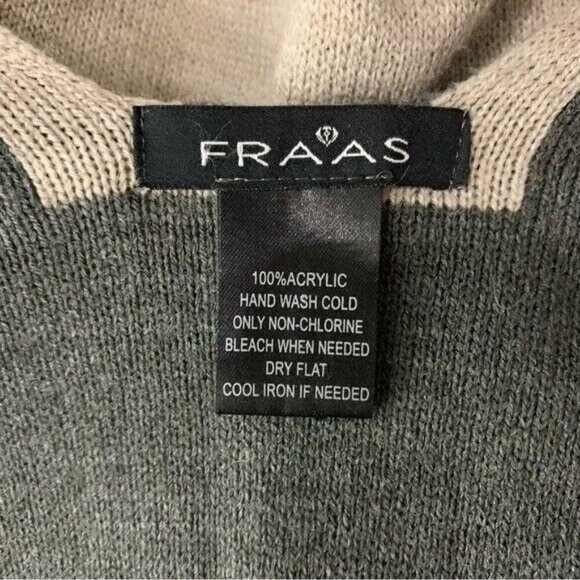 FRAAS
100%ACRYLIC
HAND WASH COLD
ONLY NON-CHLORINE
BLEACH WHEN NEEDED
DRY FLAT
COOL IRON IF NEEDED